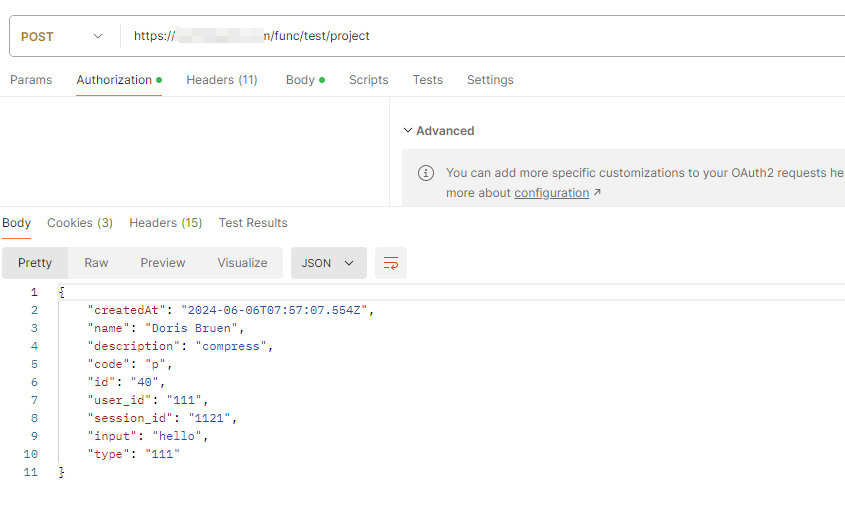 POST https:// m/func/test/project
Params Authorization Headers (11) Body Scripts Tests Settings
Advanced
You can add more specific customizations to your OAuth2 requests he
more about configuration ↗
Body Cookies (3) Headers (15) Test Results
Pretty Raw Preview Visualize JSON
1 {
2 "createdAt": "2024-06-06T07:57:07.554Z",
3 "name": "Doris Bruen",
4 "description": "compress",
5 "code": "p",
6 "id": "40",
7 "user_id": "111",
8 "session_id": "1121",
9 "input": "hello",
10 "type": "111"
11 }